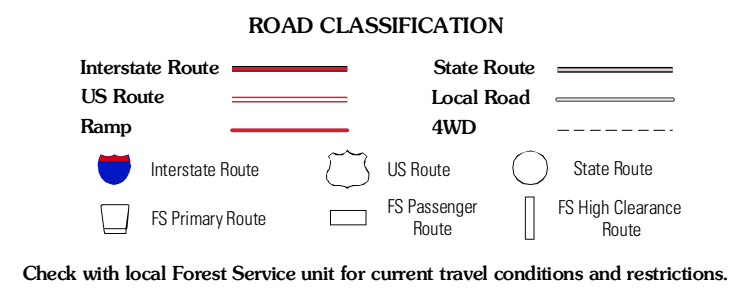 ROAD CLASSIFICATION
Interstate Route State Route
US Route Local Road
Ramp 4WD
Interstate Route US Route State Route
FS Primary Route FS Passenger Route FS High Clearance Route
Check with local Forest Service unit for current travel conditions and restrictions.